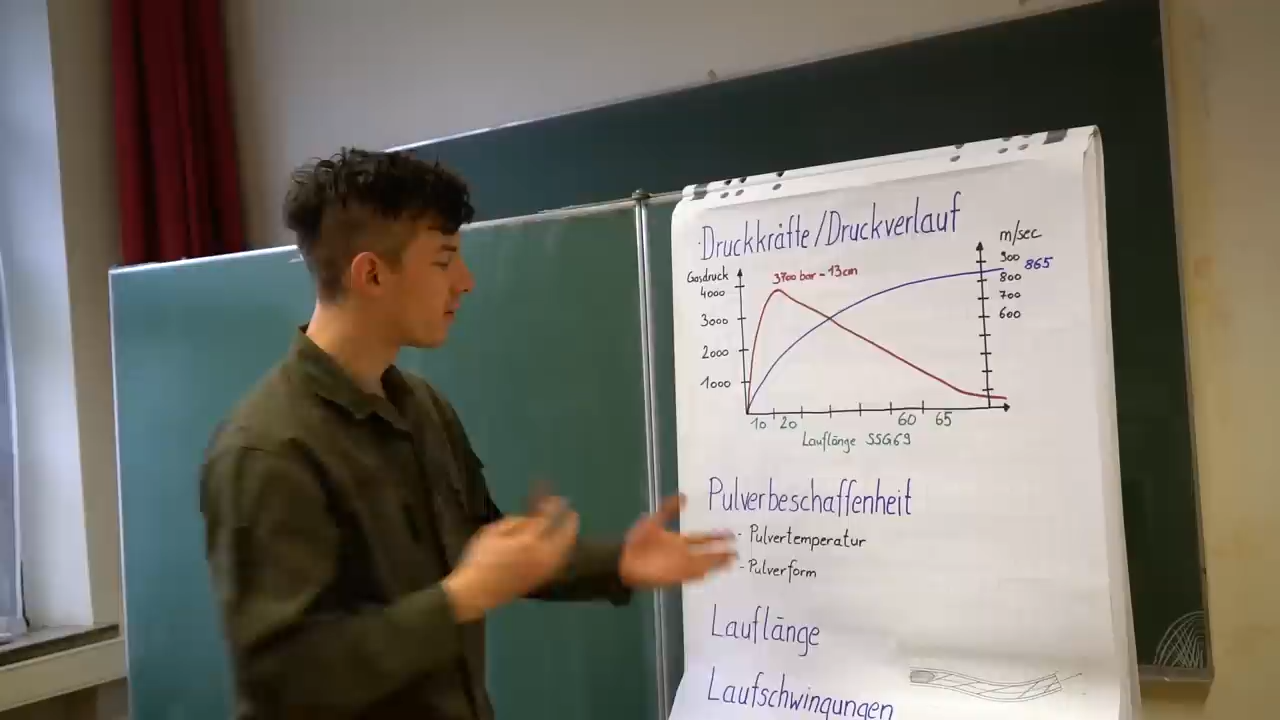 Druckkräfte/Druckverlauf
Gasdruck
4000
3000
2000
1000
3700 bar - 13cm
m/sec
900
865
800
700
600
10 20 60 65
Lauflänge SSG69
Pulverbeschaffenheit
- Pulvertemperatur
- Pulverform
Lauflänge
Laufschwingungen